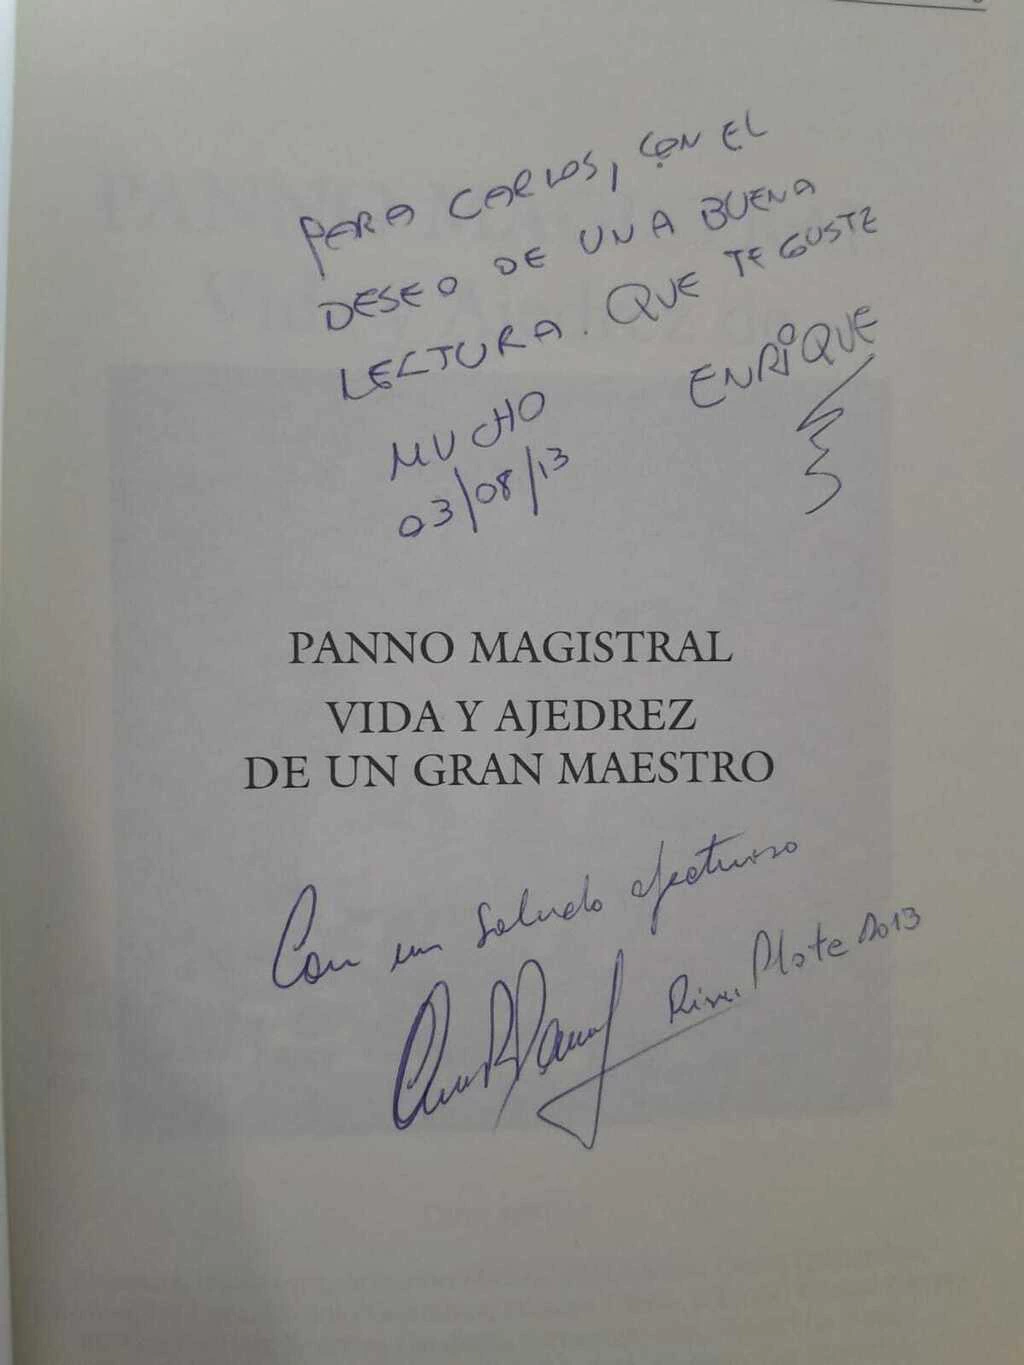 PARA CARLOS, CON EL
DESEO DE UNA BUENA
LECTURA. QUE TE GUSTE
MUCHO
ENRIQUE
03/08/13
PANNO MAGISTRAL
VIDA Y AJEDREZ
DE UN GRAN MAESTRO
Con un saludo afectuoso
River Plate 2013